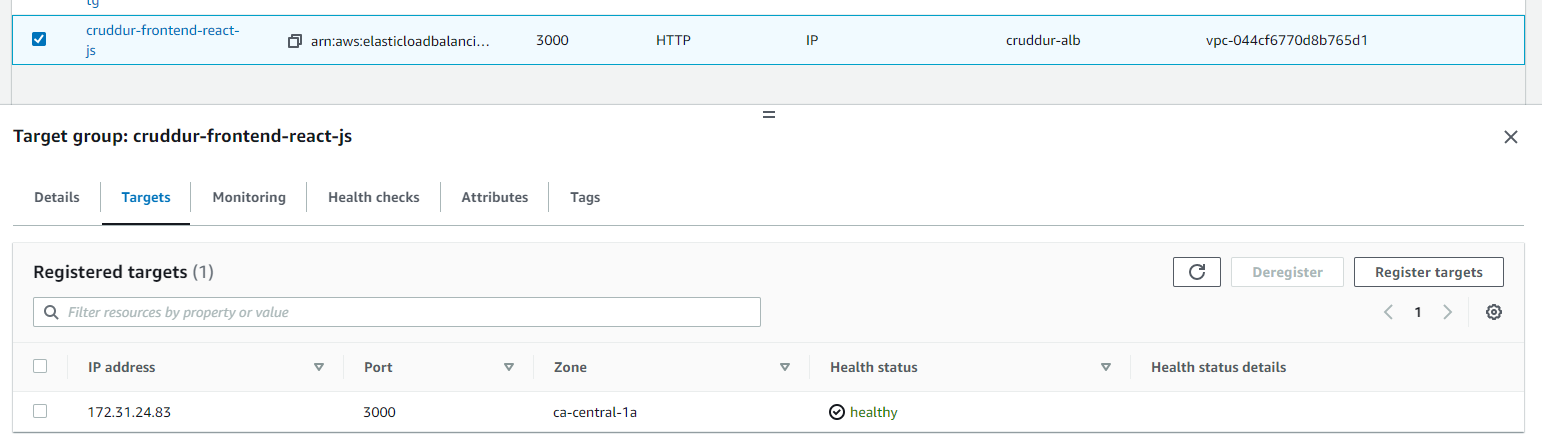 tg
cruddur-frontend-react-
js
arn:aws:elasticloadbalanci... 3000 HTTP IP cruddur-alb vpc-044cf6770d8b765d1
Target group: cruddur-frontend-react-js
Details Targets Monitoring Health checks Attributes Tags
Registered targets (1) Deregister Register targets
Filter resources by property or value 1
IP address Port Zone Health status Health status details
172.31.24.83 3000 ca-central-1a healthy